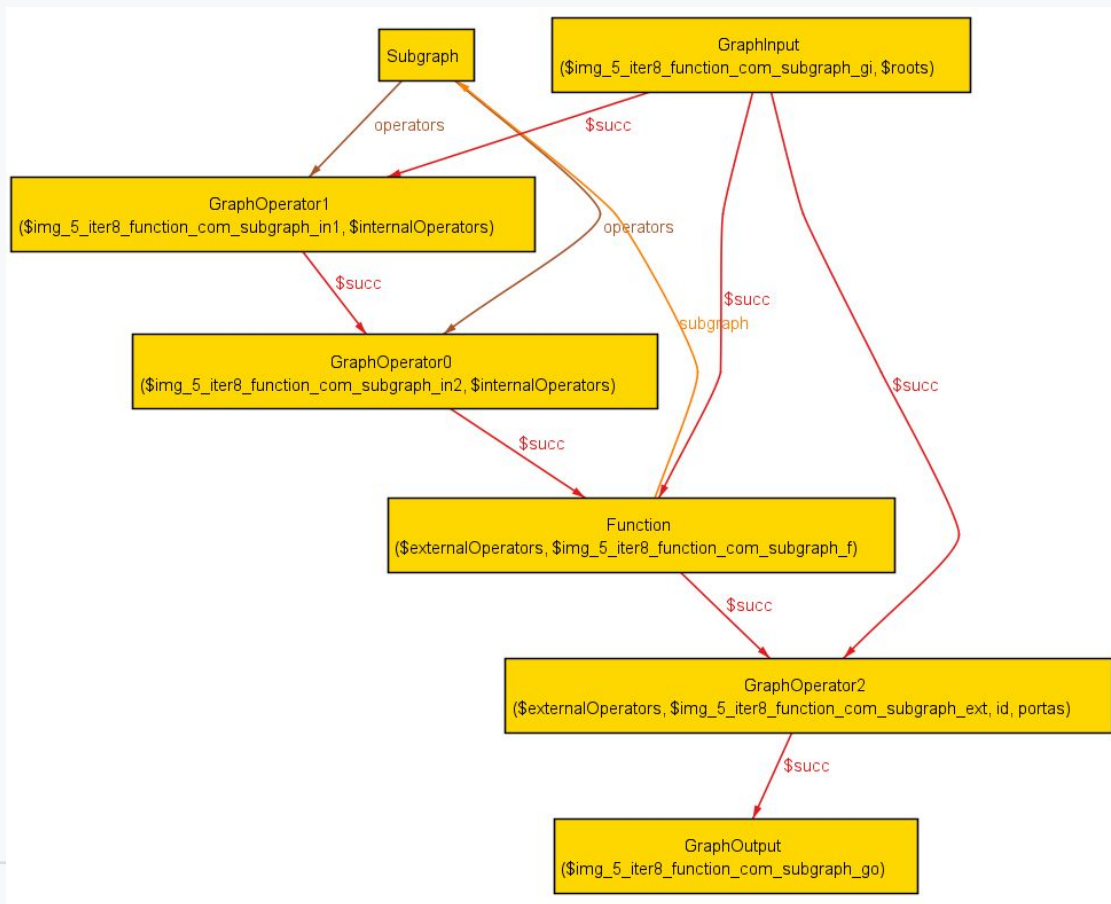 Subgraph
GraphInput
($img_5_iter8_function_com_subgraph_gi, $roots)
operators
$succ
GraphOperator1
($img_5_iter8_function_com_subgraph_in1, $internalOperators)
operators
$succ
$succ
subgraph
GraphOperator0
($img_5_iter8_function_com_subgraph_in2, $internalOperators)
$succ
$succ
Function
($externalOperators, $img_5_iter8_function_com_subgraph_f)
$succ
GraphOperator2
($externalOperators, $img_5_iter8_function_com_subgraph_ext, id, portas)
$succ
GraphOutput
($img_5_iter8_function_com_subgraph_go)